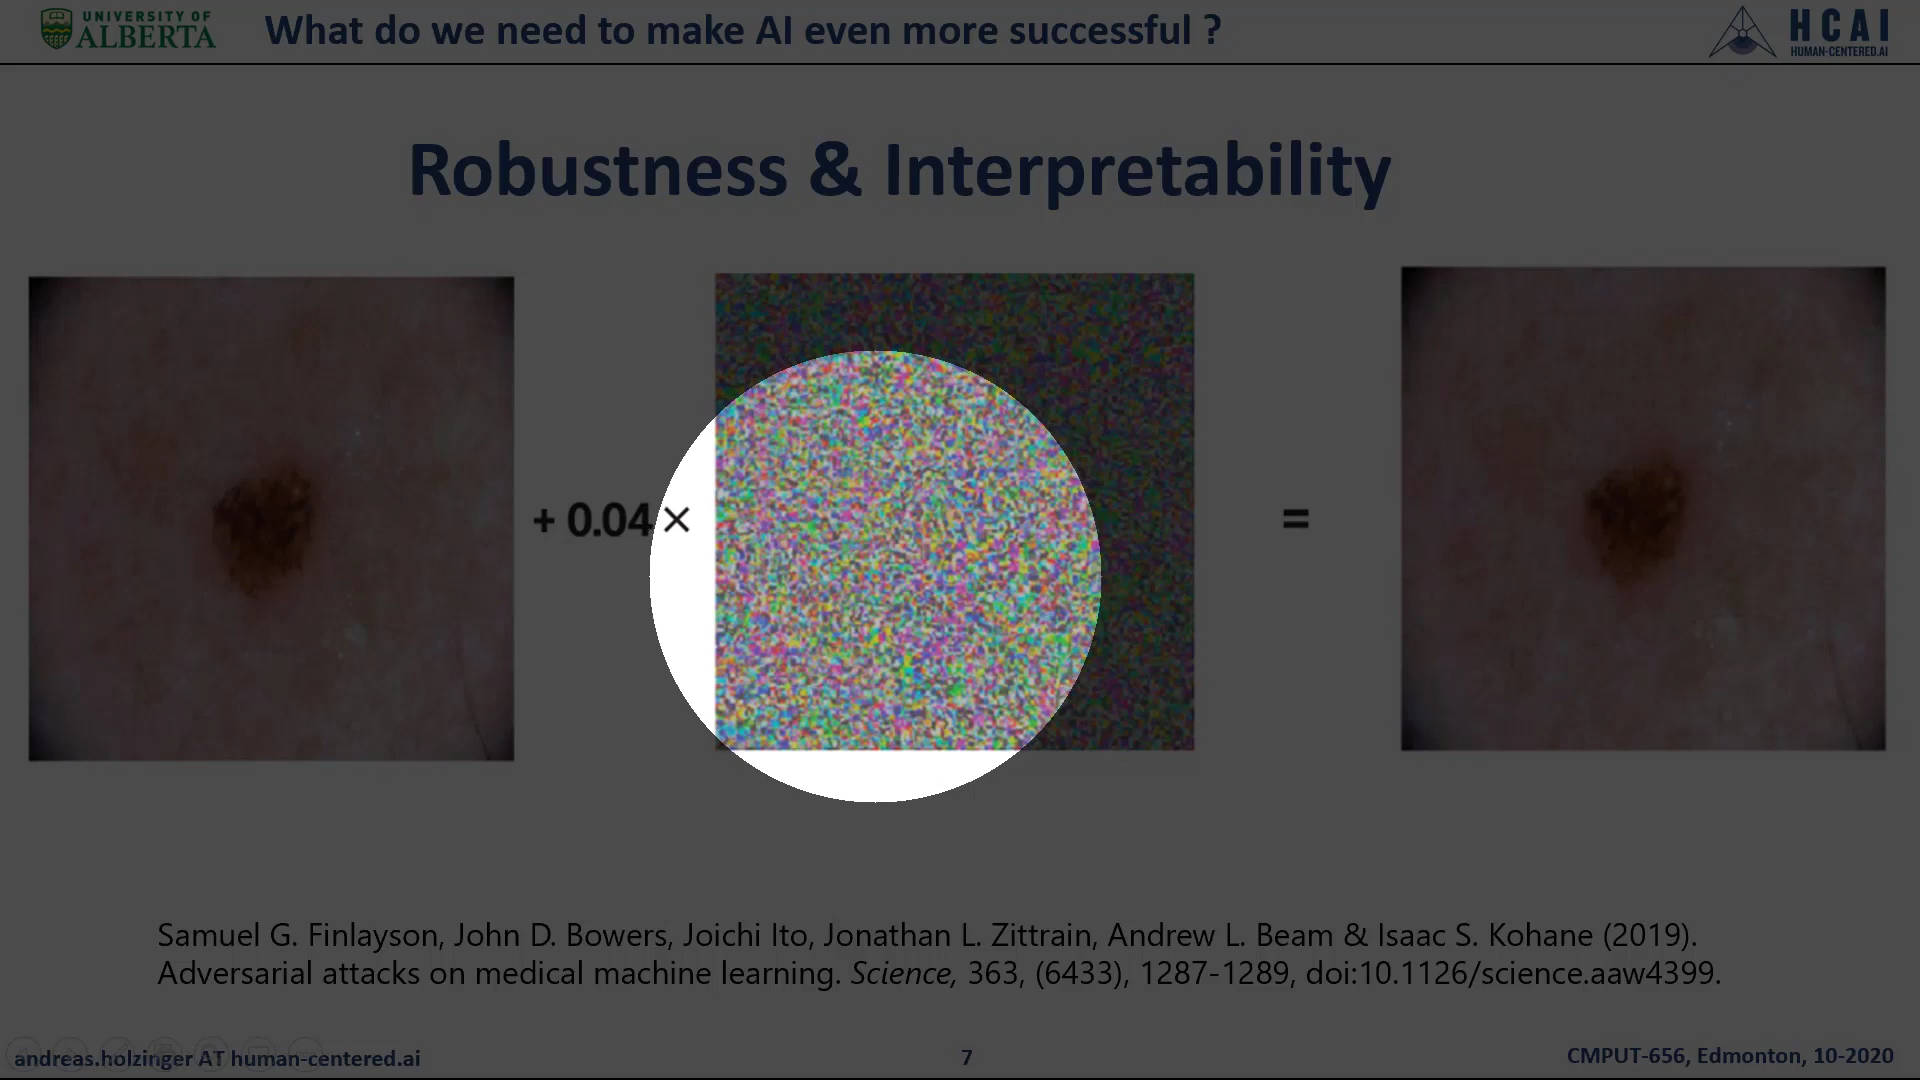 UNIVERSITY OF
ALBERTA
What do we need to make AI even more successful ?
HCAI
HUMAN-CENTERED.AI
Robustness & Interpretability
+ 0.04 × =
Samuel G. Finlayson, John D. Bowers, Joichi Ito, Jonathan L. Zittrain, Andrew L. Beam & Isaac S. Kohane (2019).
Adversarial attacks on medical machine learning. Science, 363, (6433), 1287-1289, doi:10.1126/science.aaw4399.
andreas.holzinger AT human-centered.ai
7
CMPUT-656, Edmonton, 10-2020